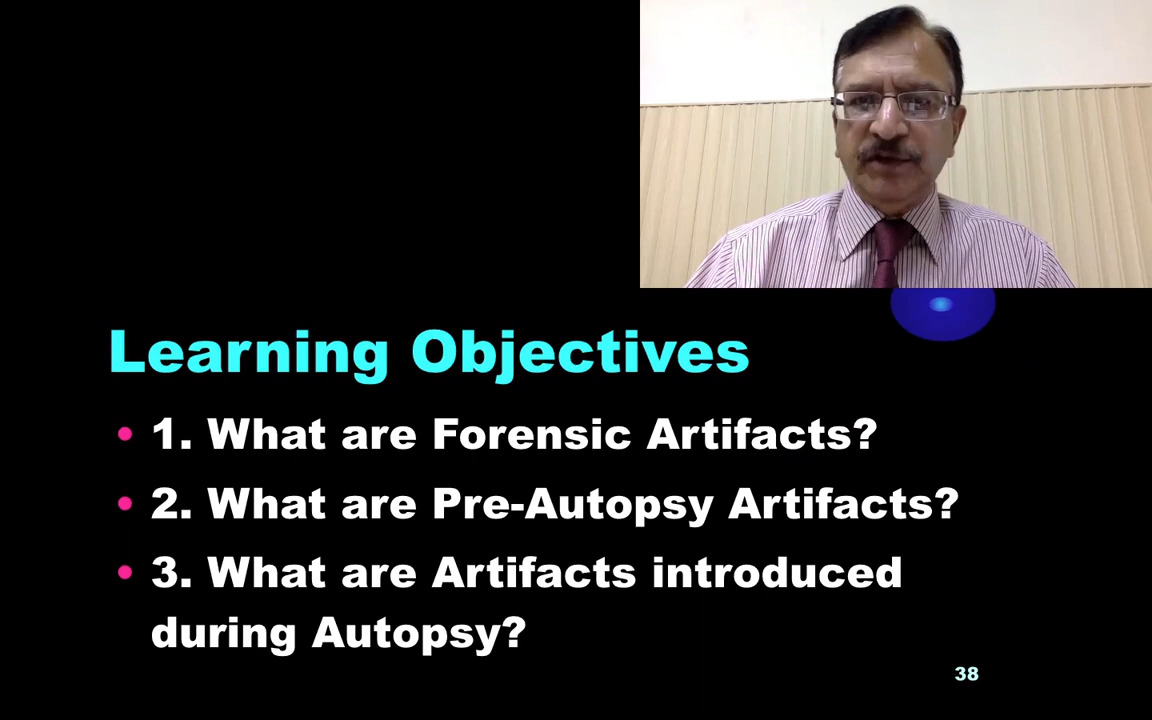 Learning Objectives
• 1. What are Forensic Artifacts?
• 2. What are Pre-Autopsy Artifacts?
• 3. What are Artifacts introduced
during Autopsy?
38